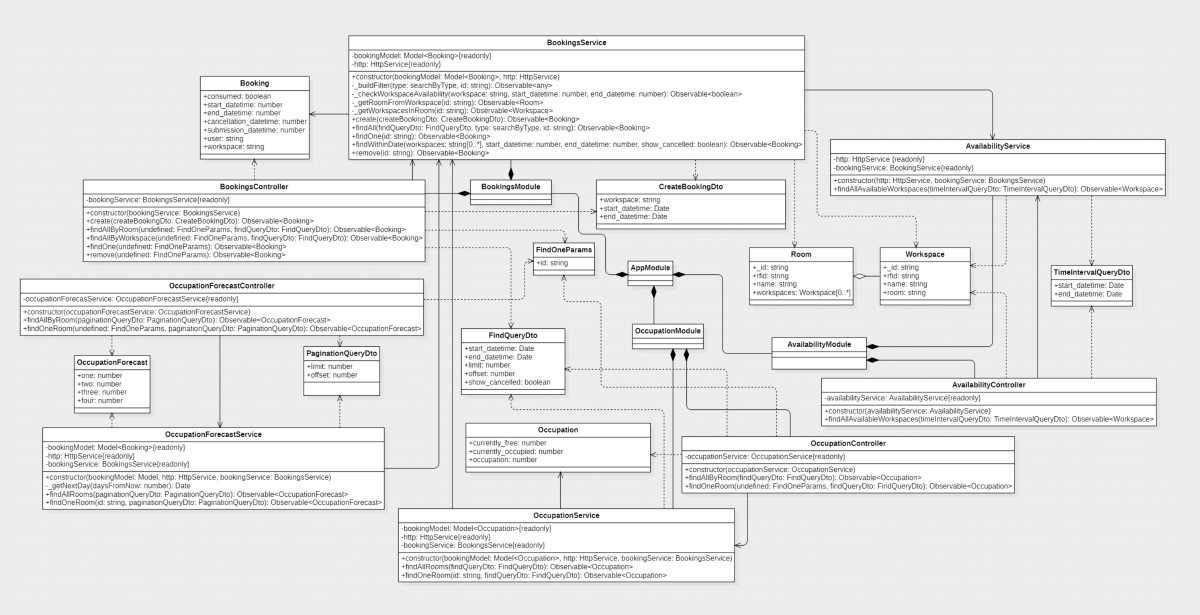 BookingsService
-bookingModel: Model<Booking>{readonly}
-http: HttpService{readonly}
+constructor(bookingModel: Model<Booking>, http: HttpService)
-_buildFilter(type: searchByType, id: string): Observable<any>
-_checkWorkspaceAvailability(workspace: string, start_datetime: number, end_datetime: number): Observable<boolean>
-_getRoomFromWorkspace(id: string): Observable<Room>
-_getWorkspacesInRoom(id: string): Observable<Workspace>
+create(createBookingDto: CreateBookingDto): Observable<Booking>
+findAll(findQueryDto: FindQueryDto, type: searchByType, id: string): Observable<Booking>
+findOne(id: string): Observable<Booking>
+findWithinDate(workspaces: string[0..*], start_datetime: number, end_datetime: number, show_cancelled: boolean): Observable<Booking>
+remove(id: string): Observable<Booking>
Booking
+consumed: boolean
+start_datetime: number
+end_datetime: number
+cancellation_datetime: number
+submission_datetime: number
+user: string
+workspace: string
AvailabilityService
-http: HttpService {readonly}
-bookingService: BookingService{readonly}
+constructor(http: HttpService, bookingService: BookingsService)
+findAllAvailableWorkspaces(timeIntervalQueryDto: TimeIntervalQueryDto): Observable<Workspace>
BookingsController
-bookingService: BookingsService{readonly}
+constructor(bookingService: BookingsService)
+create(createBookingDto: CreateBookingDto): Observable<Booking>
+findAllByRoom(undefined: FindOneParams, findQueryDto: FindQueryDto): Observable<Booking>
+findAllByWorkspace(undefined: FindOneParams, findQueryDto: FindQueryDto): Observable<Booking>
+findOne(undefined: FindOneParams): Observable<Booking>
+remove(undefined: FindOneParams): Observable<Booking>
BookingsModule
CreateBookingDto
+workspace: string
+start_datetime: Date
+end_datetime: Date
FindOneParams
+id: string
AppModule
Room
+_id: string
+rfid: string
+name: string
+workspaces: Workspace[0..*]
Workspace
+_id: string
+rfid: string
+name: string
+room: string
TimeIntervalQueryDto
+start_datetime: Date
+end_datetime: Date
OccupationForecastController
-occupationForecasService: OccupationForecastService{readonly}
+constructor(occupationForecastService: OccupationForecastService)
+findAllByRoom(paginationQueryDto: PaginationQueryDto): Observable<OccupationForecast>
+findOneRoom(undefined: FindOneParams, paginationQueryDto: PaginationQueryDto): Observable<OccupationForecast>
OccupationModule
FindQueryDto
+start_datetime: Date
+end_datetime: Date
+limit: number
+offset: number
+show_cancelled: boolean
AvailabilityModule
OccupationForecast
+one: number
+two: number
+three: number
+four: number
PaginationQueryDto
+limit: number
+offset: number
AvailabilityController
-availabilityService: AvailabilityService{readonly}
+constructor(availabilityService: AvailabilityService)
+findAllAvailableWorkspaces(timeIntervalQueryDto: TimeIntervalQueryDto): Observable<Workspace>
OccupationForecastService
-bookingModel: Model<Booking>{readonly}
-http: HttpService{readonly}
-bookingService: BookingsService{readonly}
+constructor(bookingModel: Model, http: HttpService, bookingService: BookingsService)
-_getNextDay(daysFromNow: number): Date
+findAllRooms(paginationQueryDto: PaginationQueryDto): Observable<OccupationForecast>
+findOneRoom(id: string, paginationQueryDto: PaginationQueryDto): Observable<OccupationForecast>
Occupation
+currently_free: number
+currently_occupied: number
+occupation: number
OccupationController
-occupationService: OccupationService{readonly}
+constructor(occupationService: OccupationService)
+findAllByRoom(findQueryDto: FindQueryDto): Observable<Occupation>
+findOneRoom(undefined: FindOneParams, findQueryDto: FindQueryDto): Observable<Occupation>
OccupationService
-bookingModel: Model<Occupation>{readonly}
-http: HttpService{readonly}
-bookingService: BookingsService{readonly}
+constructor(bookingModel: Model<Occupation>, http: HttpService, bookingService: BookingsService)
+findAllRooms(findQueryDto: FindQueryDto): Observable<Occupation>
+findOneRoom(id: string, findQueryDto: FindQueryDto): Observable<Occupation>